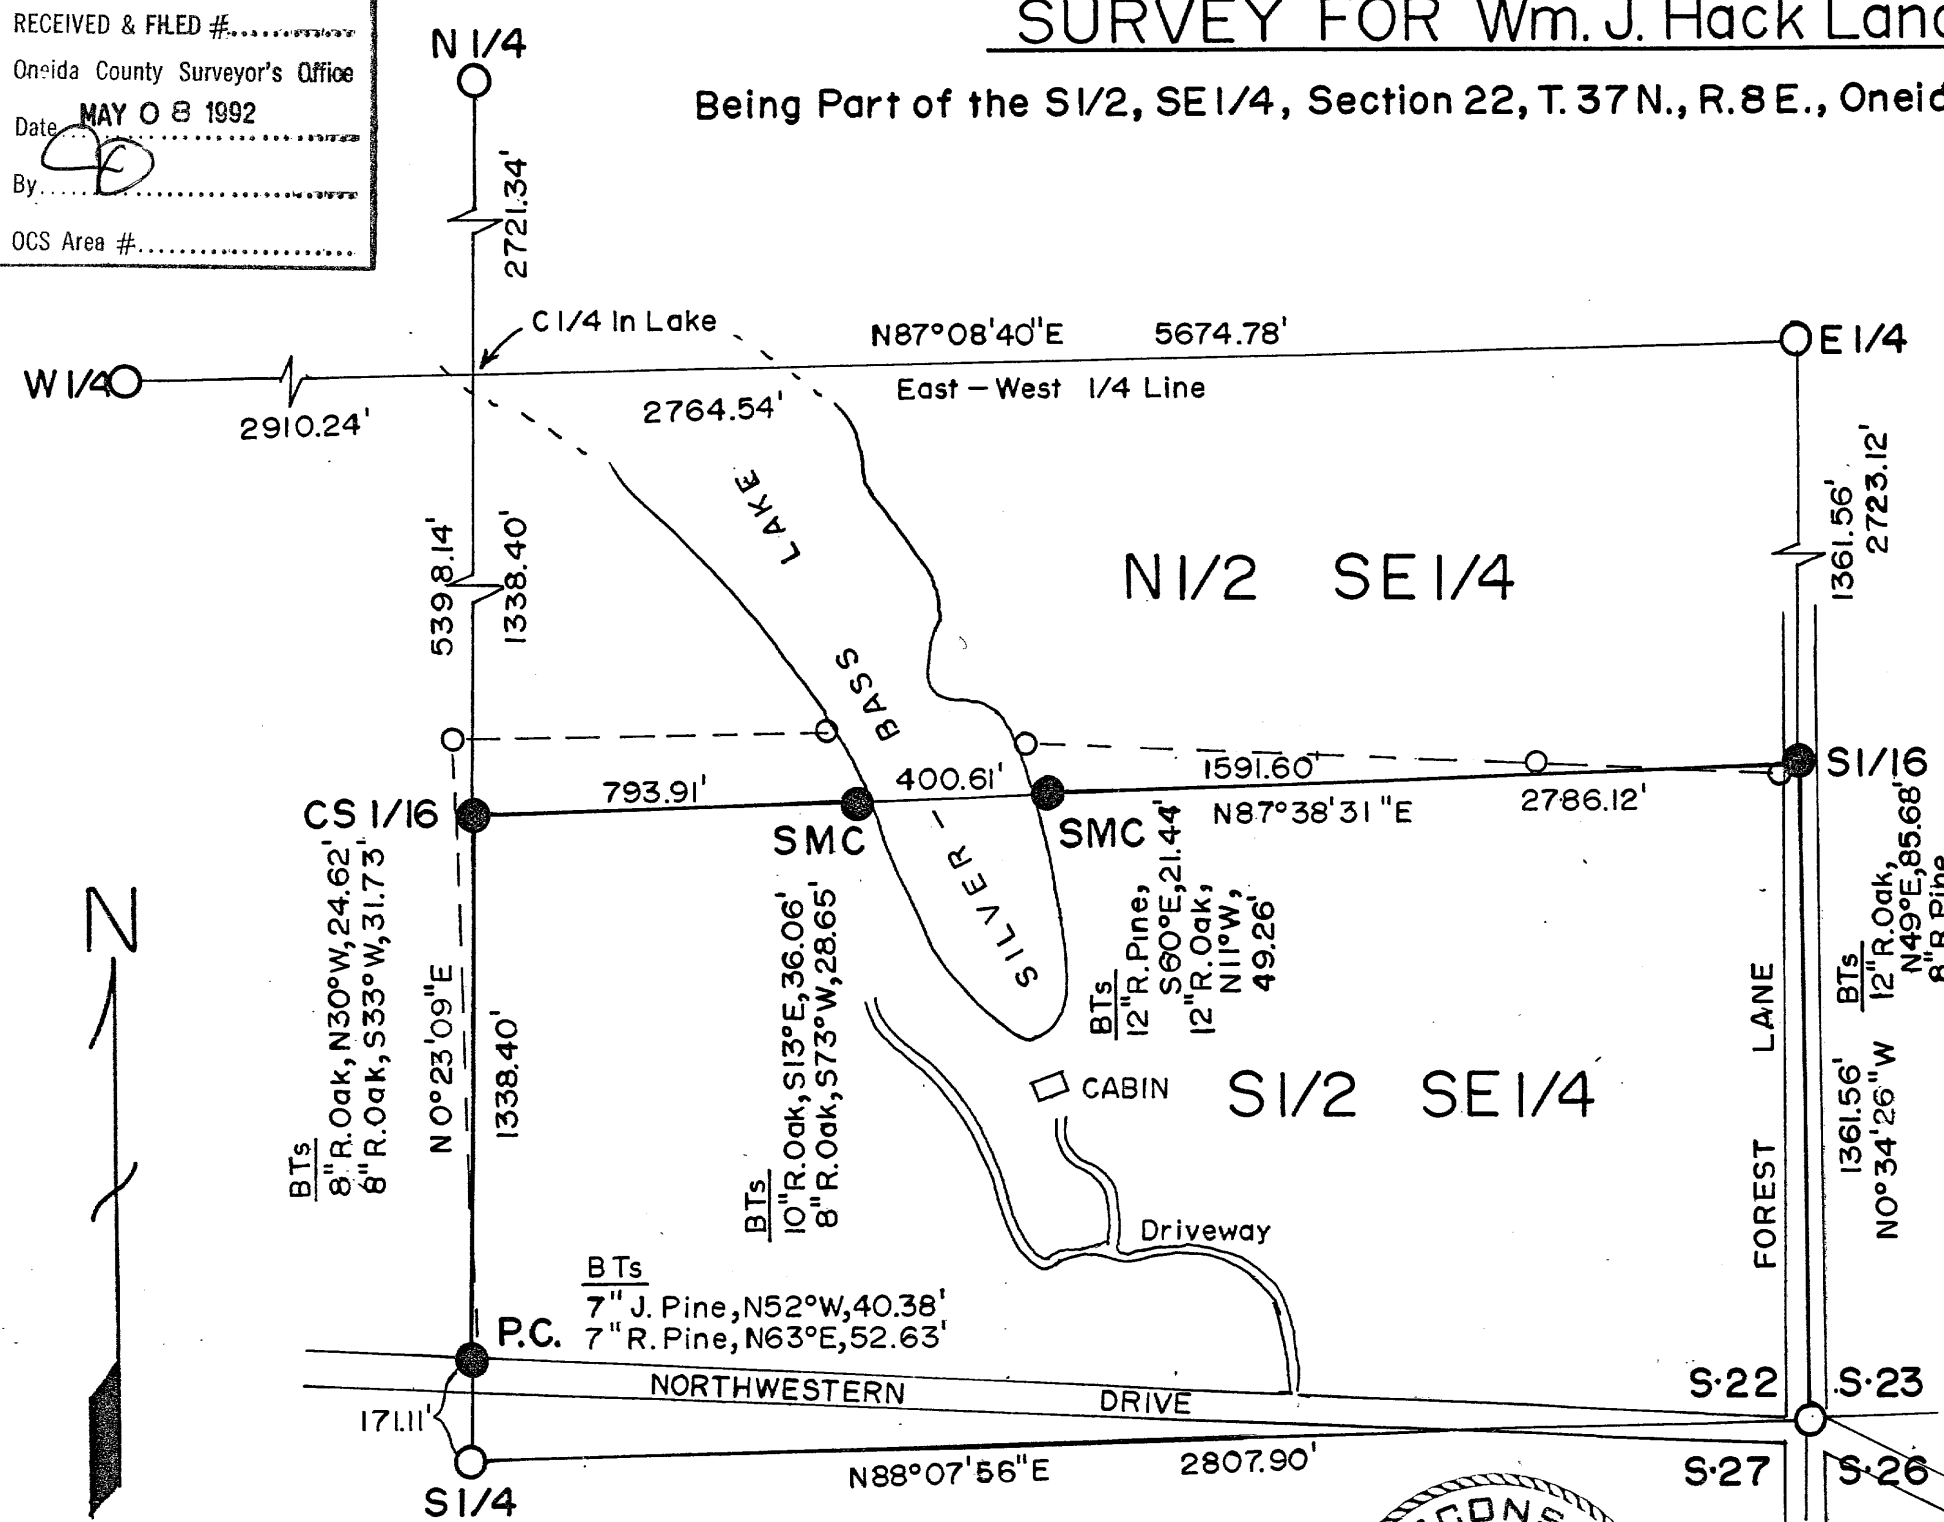 RECEIVED & FILED #
Oneida County Surveyor's Office
Date MAY 08 1992
By
OCS Area #
SURVEY FOR Wm. J. Hack Land
Being Part of the S1/2, SE1/4, Section 22, T.37N., R.8E., Oneid
N 1/4
2721.34'
C 1/4 In Lake
N87°08'40"E 5674.78'
E 1/4
W 1/4
East – West 1/4 Line
2910.24'
2764.54'
5398.14'
1338.40'
1361.56'
2723.12'
N1/2 SE1/4
SILVER BASS LAKE
CS 1/16
793.91'
SMC
400.61'
SMC
1591.60'
N87°38'31"E
2786.12'
S1/16
BTs
8" R.Oak, N30°W, 24.62'
8" R.Oak, S33°W, 31.73'
N0°23'09"E
1338.40'
BTs
10" R.Oak, S13°E, 36.06'
8" R.Oak, S73°W, 28.65'
BTs
12" R.Pine,
S60°E, 21.44'
12" R.Oak,
N11°W,
49.26'
BTs
12" R.Oak,
N49°E, 85.68'
8" R.Pine
N
CABIN
S1/2 SE1/4
FOREST LANE
1361.56'
N0°34'26"W
Driveway
BTs
7" J. Pine, N52°W, 40.38'
7" R. Pine, N63°E, 52.63'
P.C.
NORTHWESTERN DRIVE
171.11'
S·22
S·23
S1/4
N88°07'56"E
2807.90'
S·27
S·26
CONS